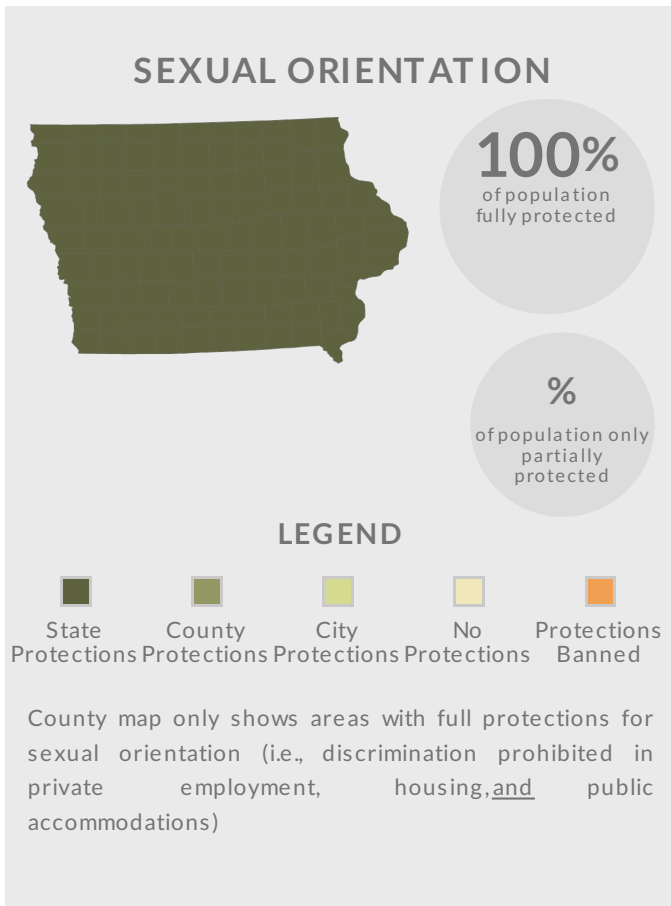 SEXUAL ORIENTATION
100%
of population
fully protected
%
of population only
partially
protected
LEGEND
State
Protections
County
Protections
City
Protections
No
Protections
Protections
Banned
County map only shows areas with full protections for
sexual orientation (i.e., discrimination prohibited in
private employment, housing, and public
accommodations)